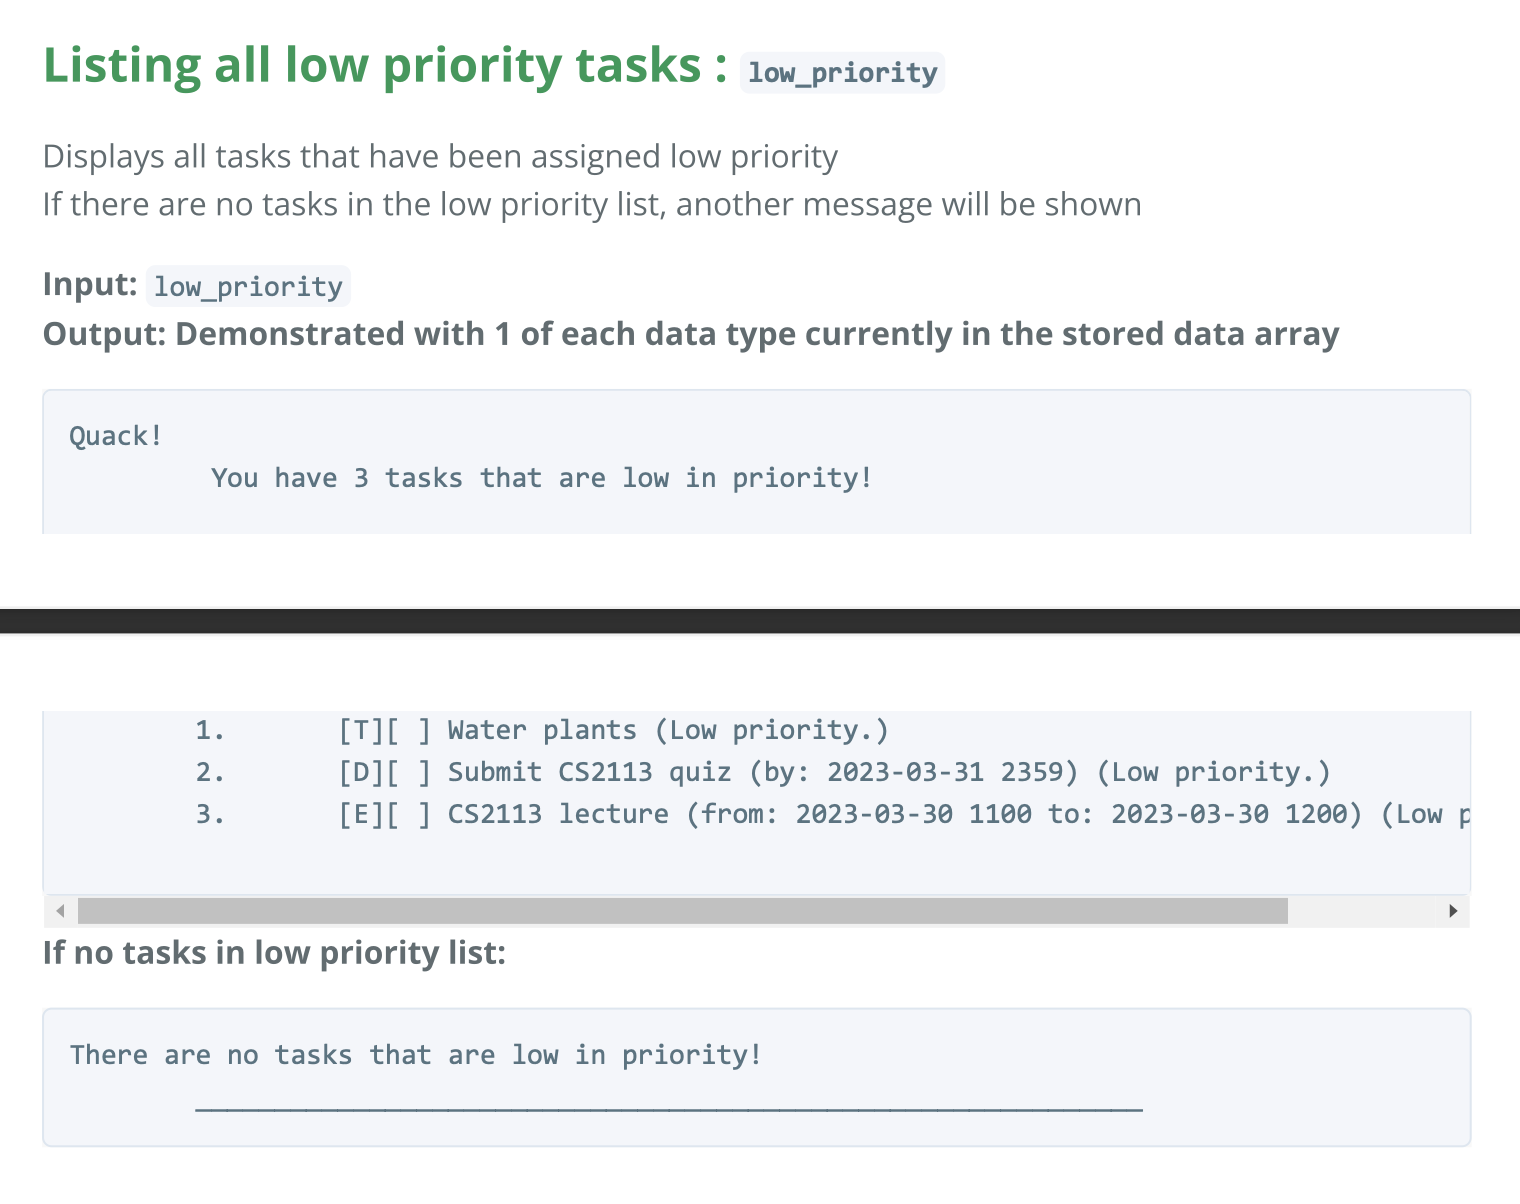 Listing all low priority tasks : low_priority
Displays all tasks that have been assigned low priority
If there are no tasks in the low priority list, another message will be shown
Input: low_priority
Output: Demonstrated with 1 of each data type currently in the stored data array
Quack!
You have 3 tasks that are low in priority!
1. [T][ ] Water plants (Low priority.)
2. [D][ ] Submit CS2113 quiz (by: 2023-03-31 2359) (Low priority.)
3. [E][ ] CS2113 lecture (from: 2023-03-30 1100 to: 2023-03-30 1200) (Low p
If no tasks in low priority list:
There are no tasks that are low in priority!
____________________________________________________________